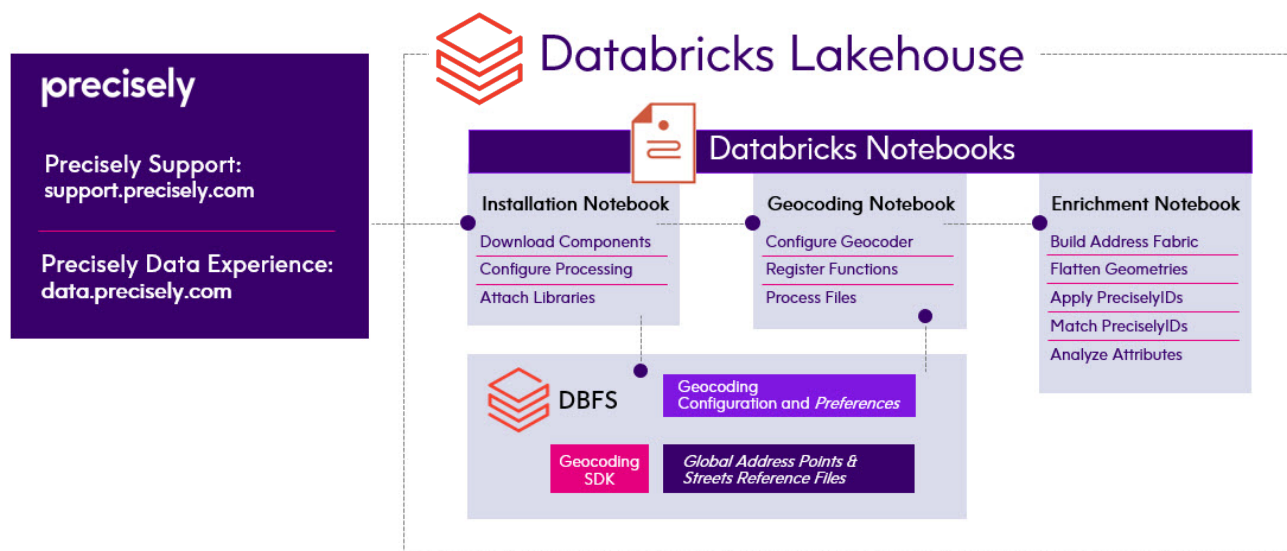 precisely
Precisely Support:
support.precisely.com
Precisely Data Experience:
data.precisely.com
Databricks Lakehouse
Databricks Notebooks
Installation Notebook
Download Components
Configure Processing
Attach Libraries
Geocoding Notebook
Configure Geocoder
Register Functions
Process Files
Enrichment Notebook
Build Address Fabric
Flatten Geometries
Apply PreciselyIDs
Match PreciselyIDs
Analyze Attributes
DBFS
Geocoding
Configuration and Preferences
Geocoding
SDK
Global Address Points &
Streets Reference Files